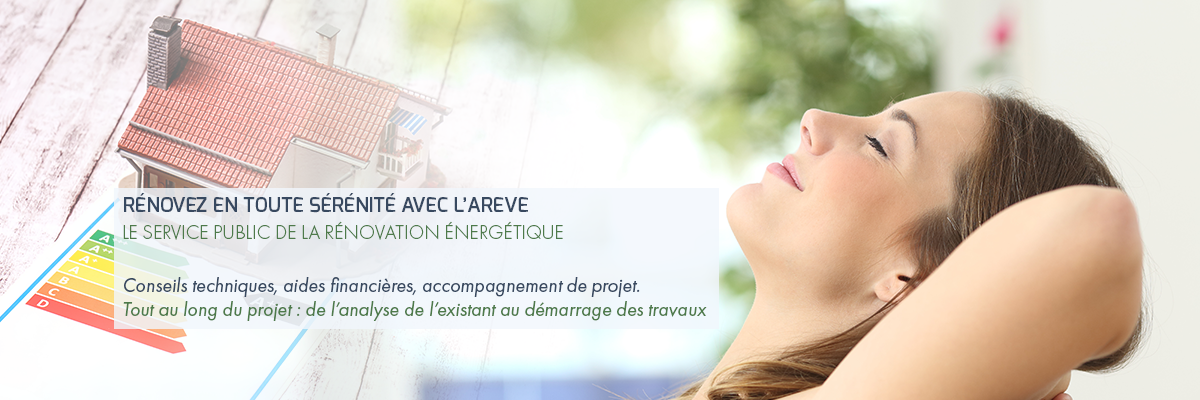 RÉNOVEZ EN TOUTE SÉRÉNITÉ AVEC L'AREVE
LE SERVICE PUBLIC DE LA RÉNOVATION ÉNERGÉTIQUE
Conseils techniques, aides financières, accompagnement de projet.
Tout au long du projet : de l'analyse de l'existant au démarrage des travaux
A++
A+
B
C
D